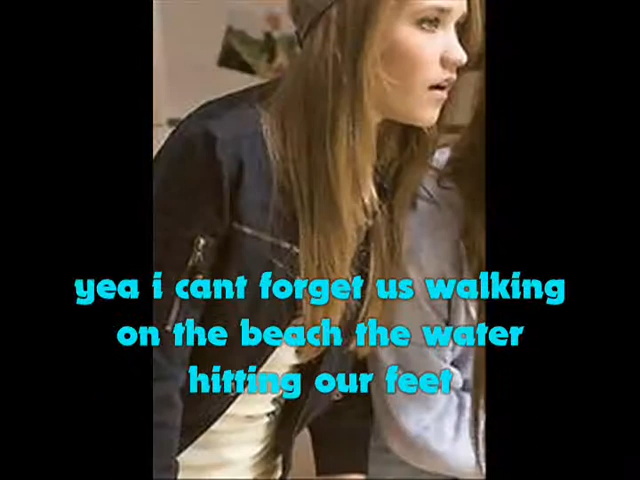 yea i cant forget us walking
on the beach the water
hitting our feet